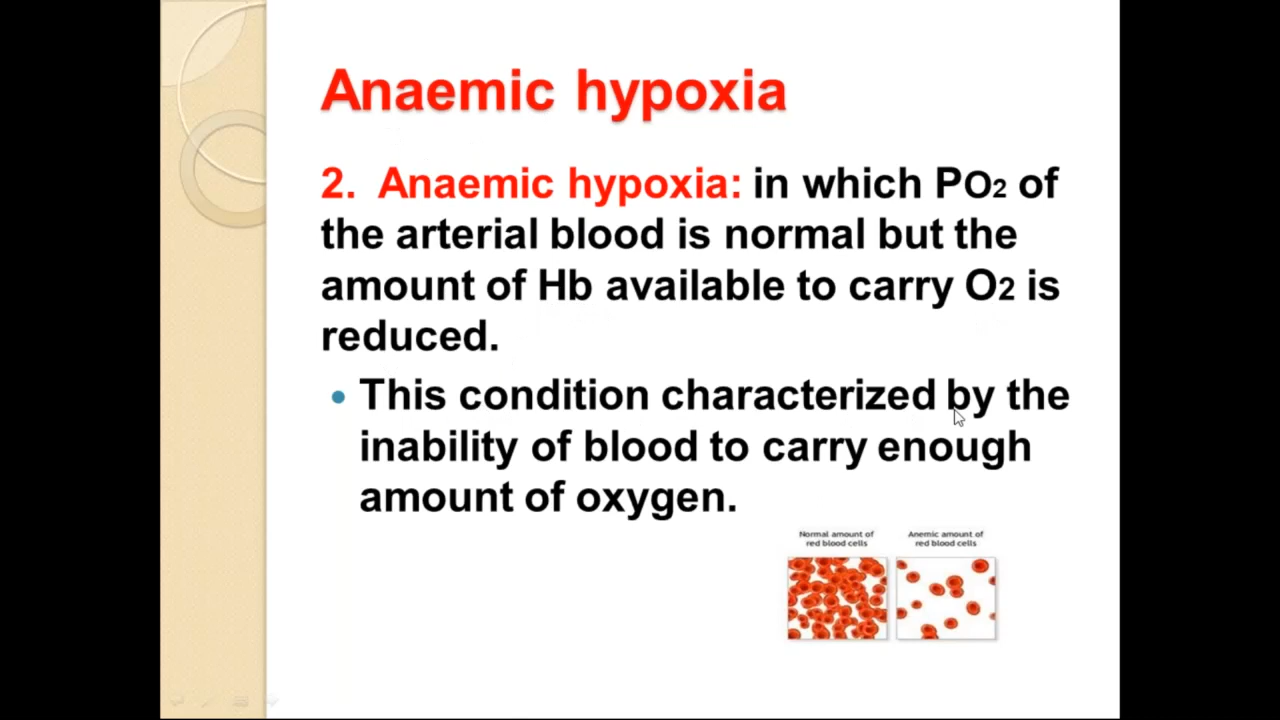 Anaemic hypoxia
2. Anaemic hypoxia: in which PO2 of
the arterial blood is normal but the
amount of Hb available to carry O2 is
reduced.
• This condition characterized by the
inability of blood to carry enough
amount of oxygen.
Normal amount of
red blood cells
Anemic amount of
red blood cells